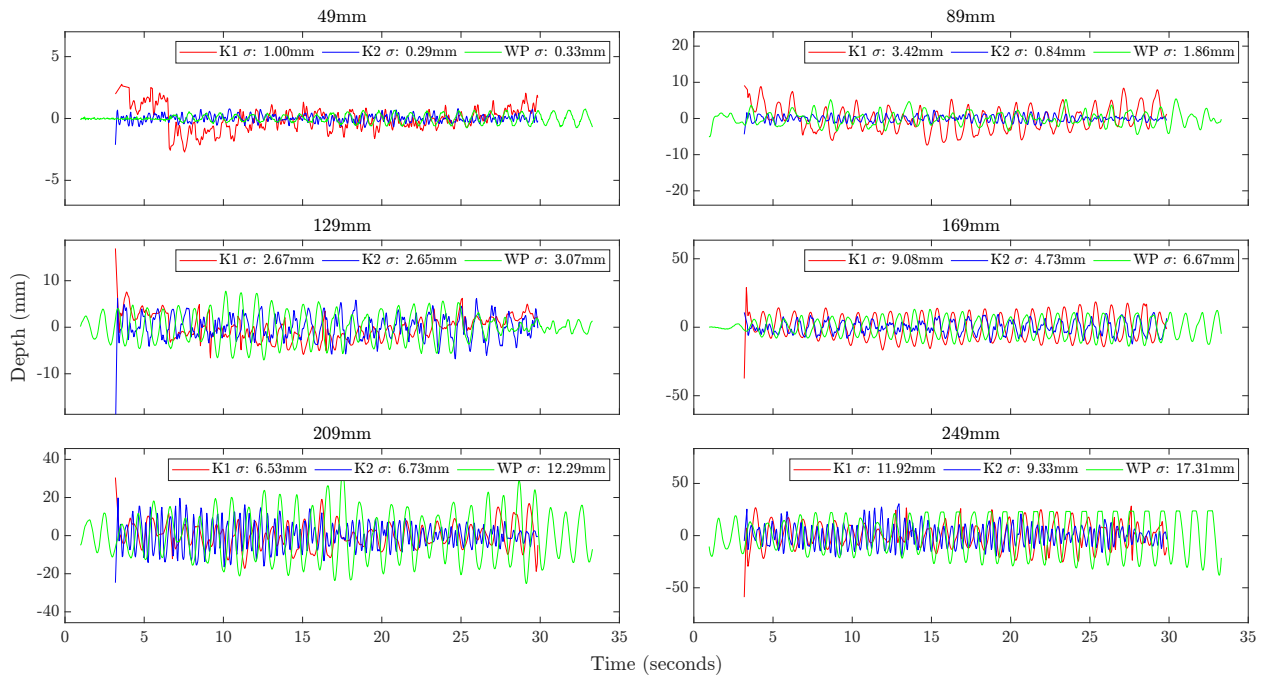 49mm
K1 σ: 1.00mm K2 σ: 0.29mm WP σ: 0.33mm
5
0
-5
89mm
K1 σ: 3.42mm K2 σ: 0.84mm WP σ: 1.86mm
20
10
0
-10
-20
129mm
K1 σ: 2.67mm K2 σ: 2.65mm WP σ: 3.07mm
10
0
-10
169mm
K1 σ: 9.08mm K2 σ: 4.73mm WP σ: 6.67mm
50
0
-50
Depth (mm)
209mm
K1 σ: 6.53mm K2 σ: 6.73mm WP σ: 12.29mm
40
20
0
-20
-40
0 5 10 15 20 25 30 35
249mm
K1 σ: 11.92mm K2 σ: 9.33mm WP σ: 17.31mm
50
0
-50
0 5 10 15 20 25 30 35
Time (seconds)